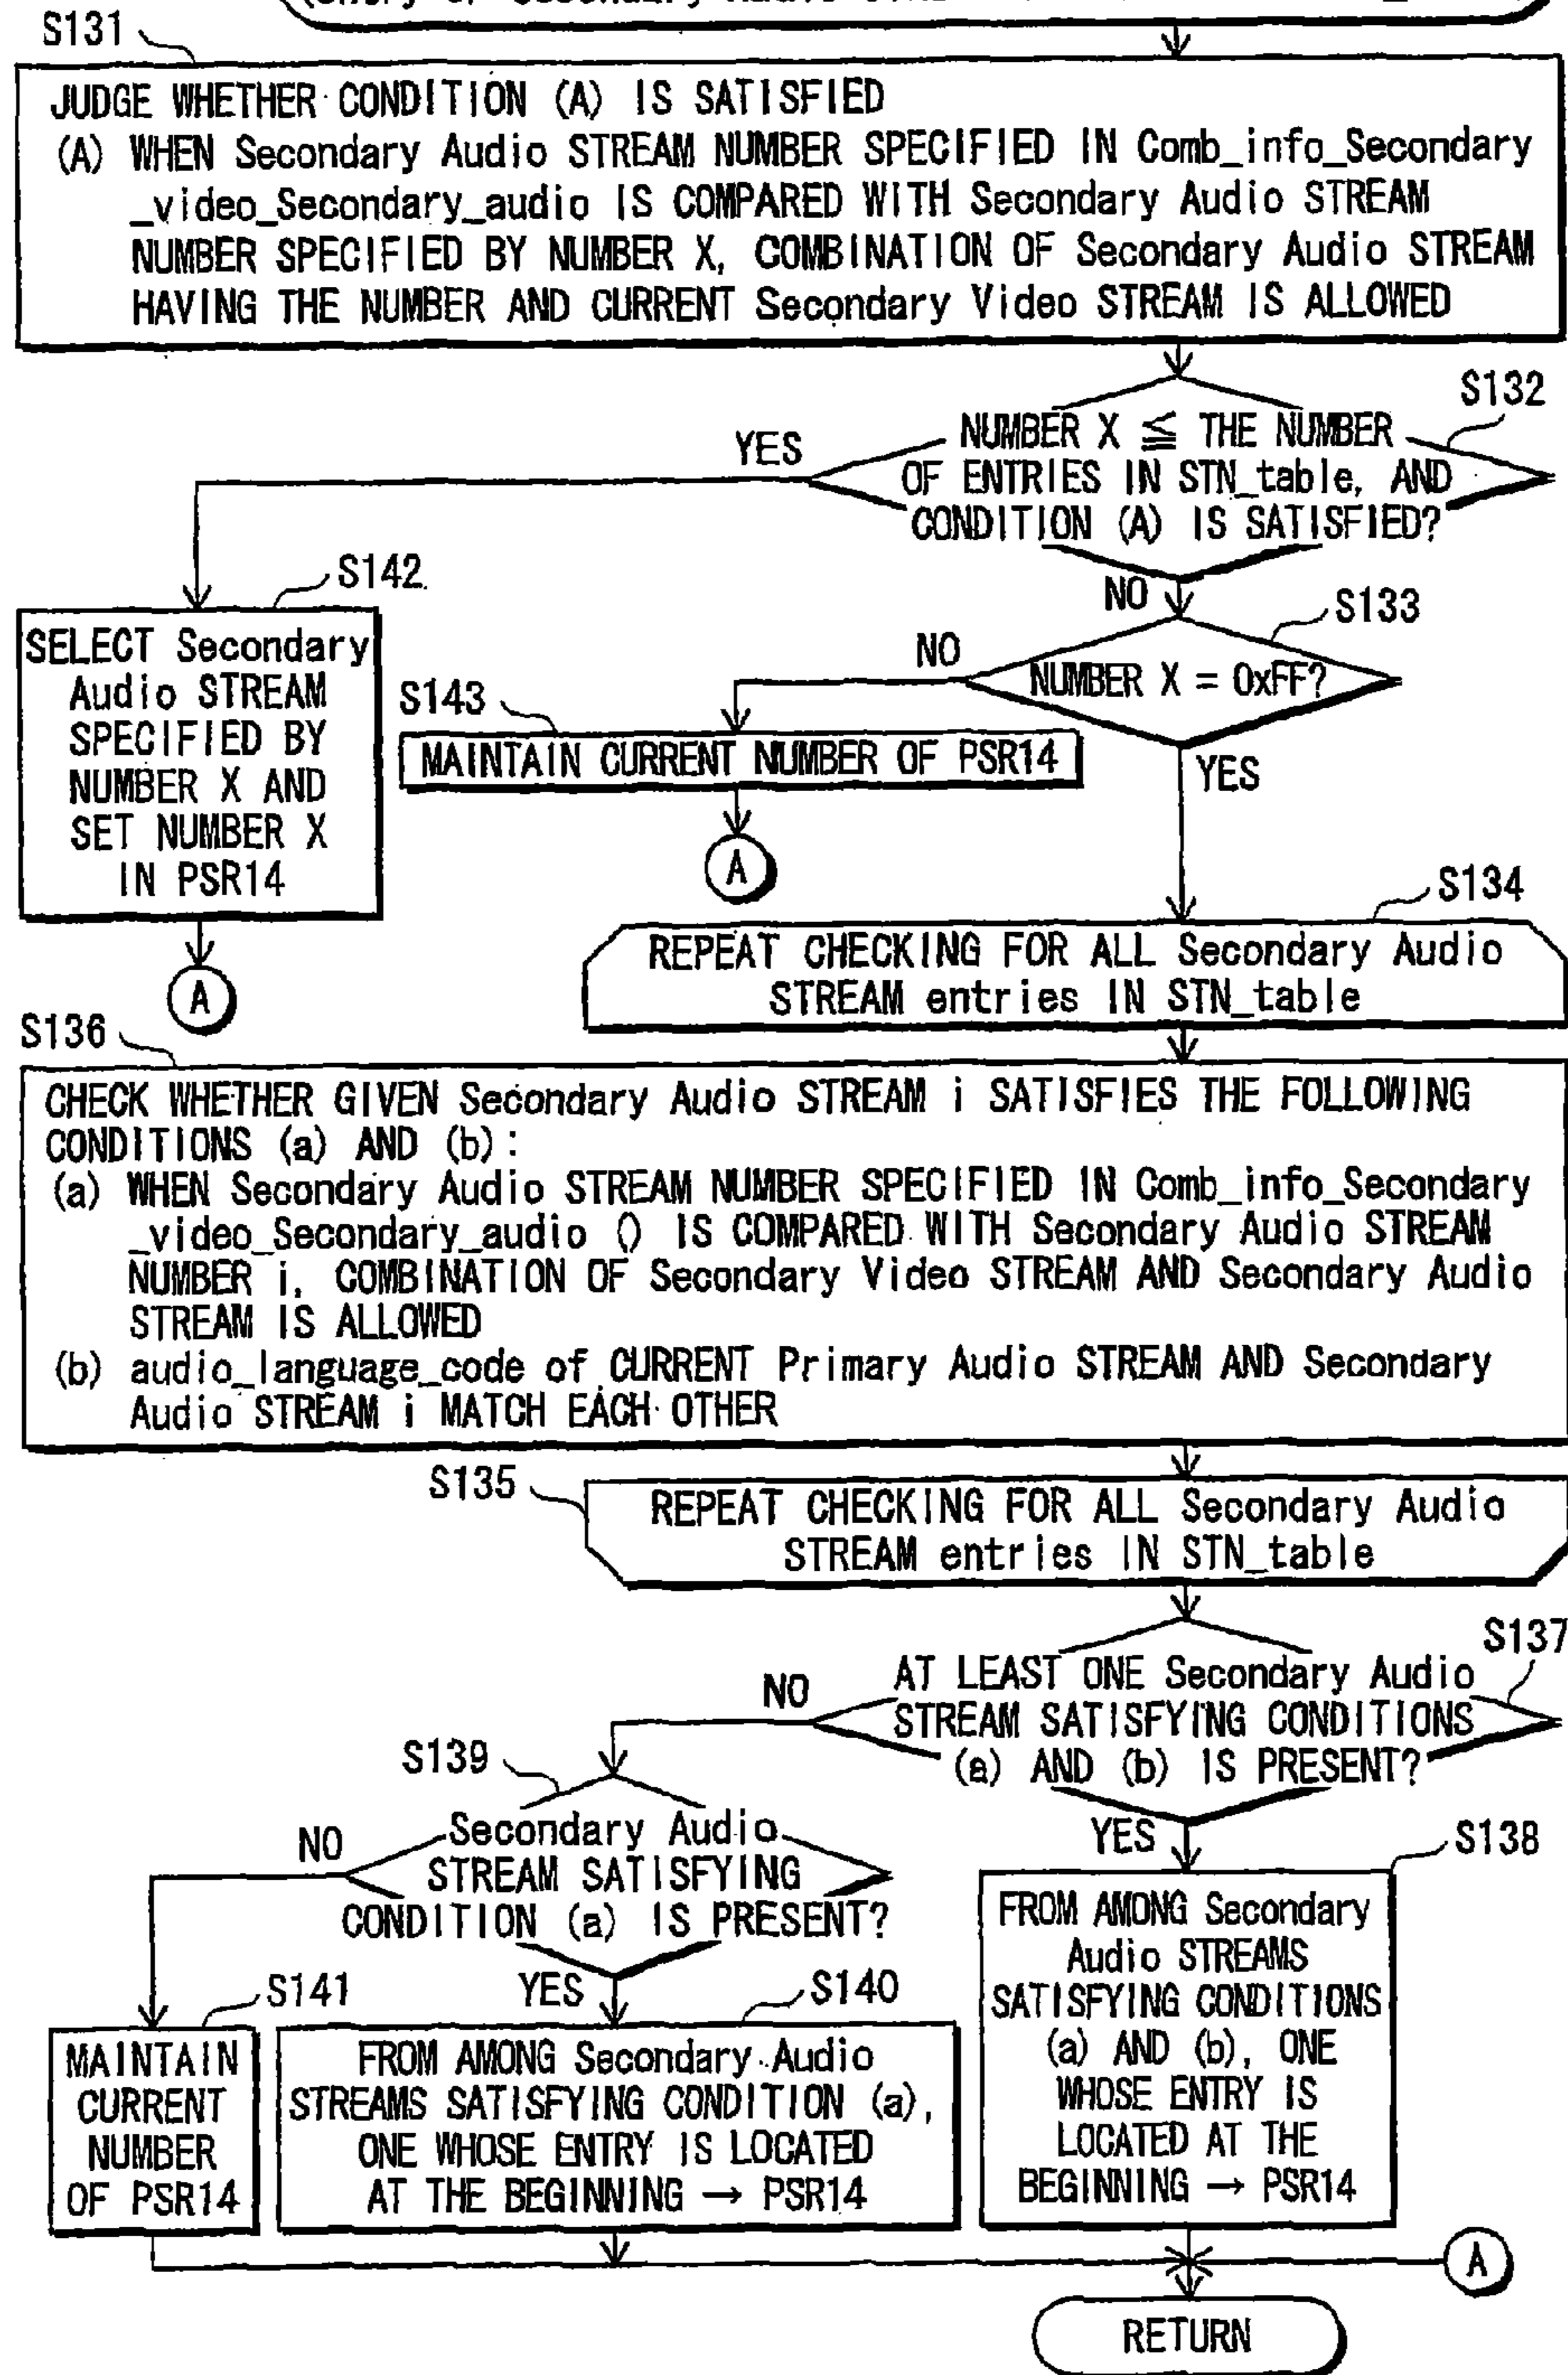 S131
JUDGE WHETHER CONDITION (A) IS SATISFIED
(A) WHEN Secondary Audio STREAM NUMBER SPECIFIED IN Comb_info_Secondary
_video_Secondary_audio IS COMPARED WITH Secondary Audio STREAM
NUMBER SPECIFIED BY NUMBER X, COMBINATION OF Secondary Audio STREAM
HAVING THE NUMBER AND CURRENT Secondary Video STREAM IS ALLOWED
S132
NUMBER X ≦ THE NUMBER
OF ENTRIES IN STN_table, AND
CONDITION (A) IS SATISFIED?
YES
NO
S142
SELECT Secondary
Audio STREAM
SPECIFIED BY
NUMBER X AND
SET NUMBER X
IN PSR14
A
S133
NUMBER X = 0xFF?
NO
YES
S143
MAINTAIN CURRENT NUMBER OF PSR14
A
S134
REPEAT CHECKING FOR ALL Secondary Audio
STREAM entries IN STN_table
S136
CHECK WHETHER GIVEN Secondary Audio STREAM i SATISFIES THE FOLLOWING
CONDITIONS (a) AND (b):
(a) WHEN Secondary Audio STREAM NUMBER SPECIFIED IN Comb_info_Secondary
_video_Secondary_audio () IS COMPARED WITH Secondary Audio STREAM
NUMBER i, COMBINATION OF Secondary Video STREAM AND Secondary Audio
STREAM IS ALLOWED
(b) audio_language_code of CURRENT Primary Audio STREAM AND Secondary
Audio STREAM i MATCH EACH OTHER
S135
REPEAT CHECKING FOR ALL Secondary Audio
STREAM entries IN STN_table
S137
AT LEAST ONE Secondary Audio
STREAM SATISFYING CONDITIONS
(a) AND (b) IS PRESENT?
NO
YES
S139
Secondary Audio
STREAM SATISFYING
CONDITION (a) IS PRESENT?
NO
YES
S138
FROM AMONG Secondary
Audio STREAMS
SATISFYING CONDITIONS
(a) AND (b), ONE
WHOSE ENTRY IS
LOCATED AT THE
BEGINNING → PSR14
S141
MAINTAIN
CURRENT
NUMBER
OF PSR14
S140
FROM AMONG Secondary Audio
STREAMS SATISFYING CONDITION (a),
ONE WHOSE ENTRY IS LOCATED
AT THE BEGINNING → PSR14
A
RETURN